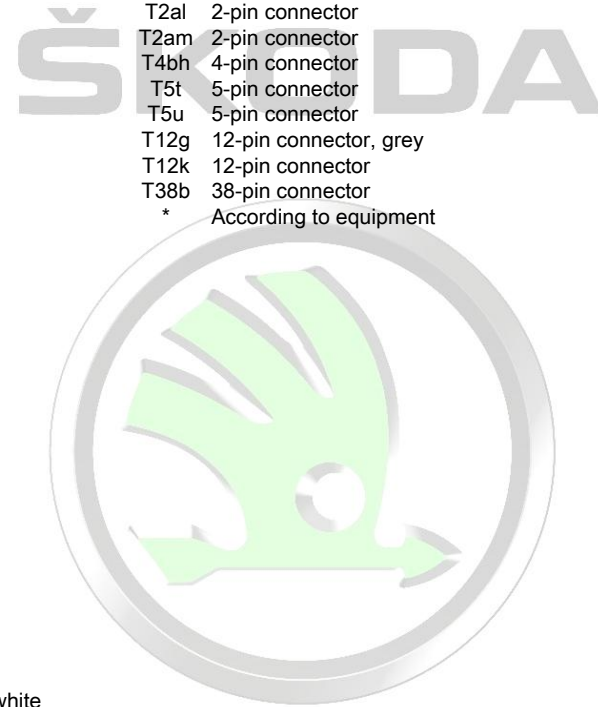 T2al 2-pin connector
T2am 2-pin connector
ŠKODA
T4bh 4-pin connector
T5t 5-pin connector
T5u 5-pin connector
T12g 12-pin connector, grey
T12k 12-pin connector
T38b 38-pin connector
* According to equipment
white